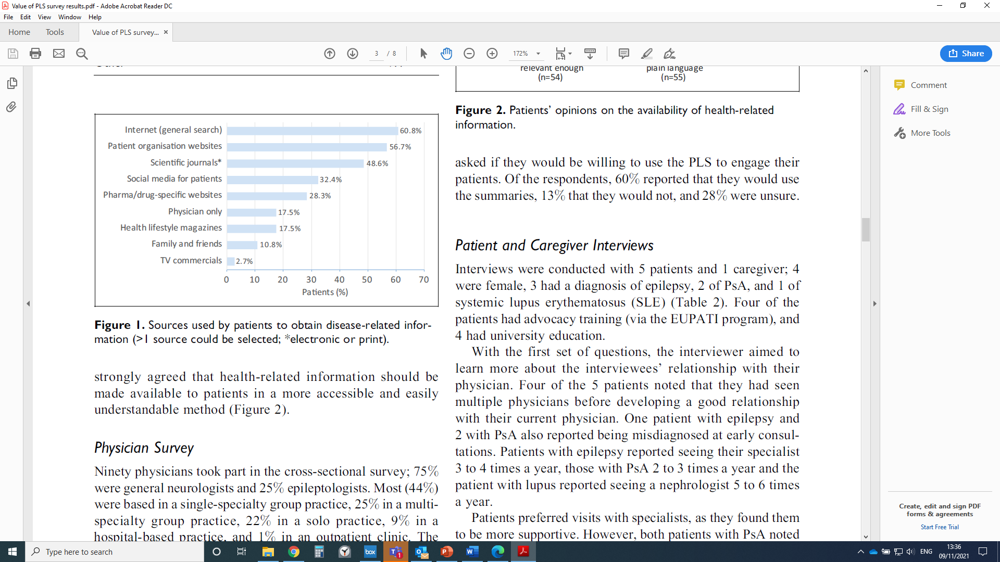 Value of PLS survey results.pdf - Adobe Acrobat Reader DC
File Edit View Window Help
Home Tools Value of PLS survey... ×
3 / 8 172% Share
relevant enough
(n=54)
plain language
(n=55)
Figure 2. Patients' opinions on the availability of health-related
information.
Internet (general search) 60.8%
Patient organisation websites 56.7%
Scientific journals* 48.6%
Social media for patients 32.4%
Pharma/drug-specific websites 28.3%
Physician only 17.5%
Health lifestyle magazines 17.5%
Family and friends 10.8%
TV commercials 2.7%
0 10 20 30 40 50 60 70
Patients (%)
Figure 1. Sources used by patients to obtain disease-related infor-
mation (>1 source could be selected; *electronic or print).
strongly agreed that health-related information should be
made available to patients in a more accessible and easily
understandable method (Figure 2).
Physician Survey
Ninety physicians took part in the cross-sectional survey; 75%
were general neurologists and 25% epileptologists. Most (44%)
were based in a single-specialty group practice, 25% in a multi-
specialty group practice, 22% in a solo practice, 9% in a
hospital-based practice, and 1% in an outpatient clinic. The
asked if they would be willing to use the PLS to engage their
patients. Of the respondents, 60% reported that they would use
the summaries, 13% that they would not, and 28% were unsure.
Patient and Caregiver Interviews
Interviews were conducted with 5 patients and 1 caregiver; 4
were female, 3 had a diagnosis of epilepsy, 2 of PsA, and 1 of
systemic lupus erythematosus (SLE) (Table 2). Four of the
patients had advocacy training (via the EUPATI program), and
4 had university education.
With the first set of questions, the interviewer aimed to
learn more about the interviewees' relationship with their
physician. Four of the 5 patients noted that they had seen
multiple physicians before developing a good relationship
with their current physician. One patient with epilepsy and
2 with PsA also reported being misdiagnosed at early consul-
tations. Patients with epilepsy reported seeing their specialist
3 to 4 times a year, those with PsA 2 to 3 times a year and the
patient with lupus reported seeing a nephrologist 5 to 6 times
a year.
Patients preferred visits with specialists, as they found them
to be more supportive. However, both patients with PsA noted
Comment
Fill & Sign
More Tools
Create, edit and sign PDF
forms & agreements
Start Free Trial
Type here to search
box
ENG
13:36
09/11/2021